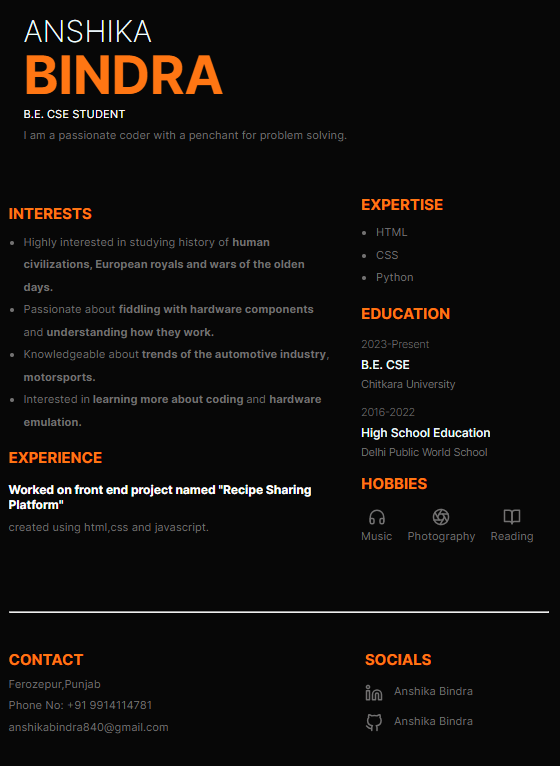 ANSHIKA
BINDRA
B.E. CSE STUDENT
I am a passionate coder with a penchant for problem solving.
INTERESTS
Highly interested in studying history of human
civilizations, European royals and wars of the olden
days.
Passionate about fiddling with hardware components
and understanding how they work.
Knowledgeable about trends of the automotive industry,
motorsports.
Interested in learning more about coding and hardware
emulation.
EXPERIENCE
Worked on front end project named "Recipe Sharing
Platform"
created using html,css and javascript.
EXPERTISE
HTML
CSS
Python
EDUCATION
2023-Present
B.E. CSE
Chitkara University
2016-2022
High School Education
Delhi Public World School
HOBBIES
Music Photography Reading
CONTACT
Ferozepur,Punjab
Phone No: +91 9914114781
anshikabindra840@gmail.com
SOCIALS
Anshika Bindra
Anshika Bindra